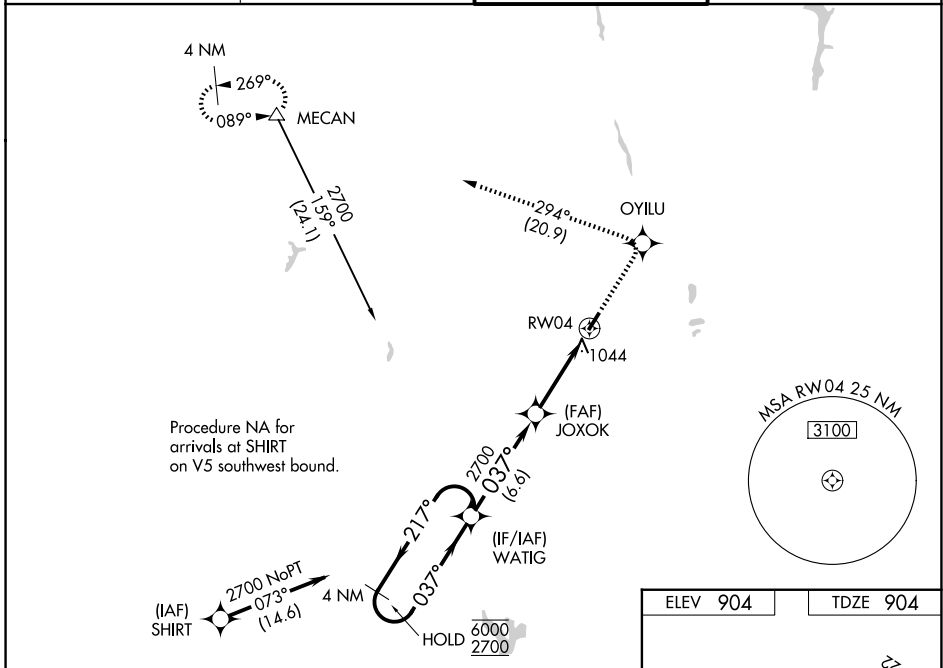 4 NM
269°
089°
MECAN
2700
159°
(24.1)
294°
(20.9)
OYILU
RW04
1044
(FAF)
JOXOK
MSA RW04 25 NM
3100
Procedure NA for
arrivals at SHIRT
on V5 southwest bound.
2700
037°
(6.6)
217°
037°
(IF/IAF)
WATIG
2700 NoPT
073°
(14.6)
(IAF)
SHIRT
4 NM
HOLD
6000
2700
ELEV 904
TDZE 904
22